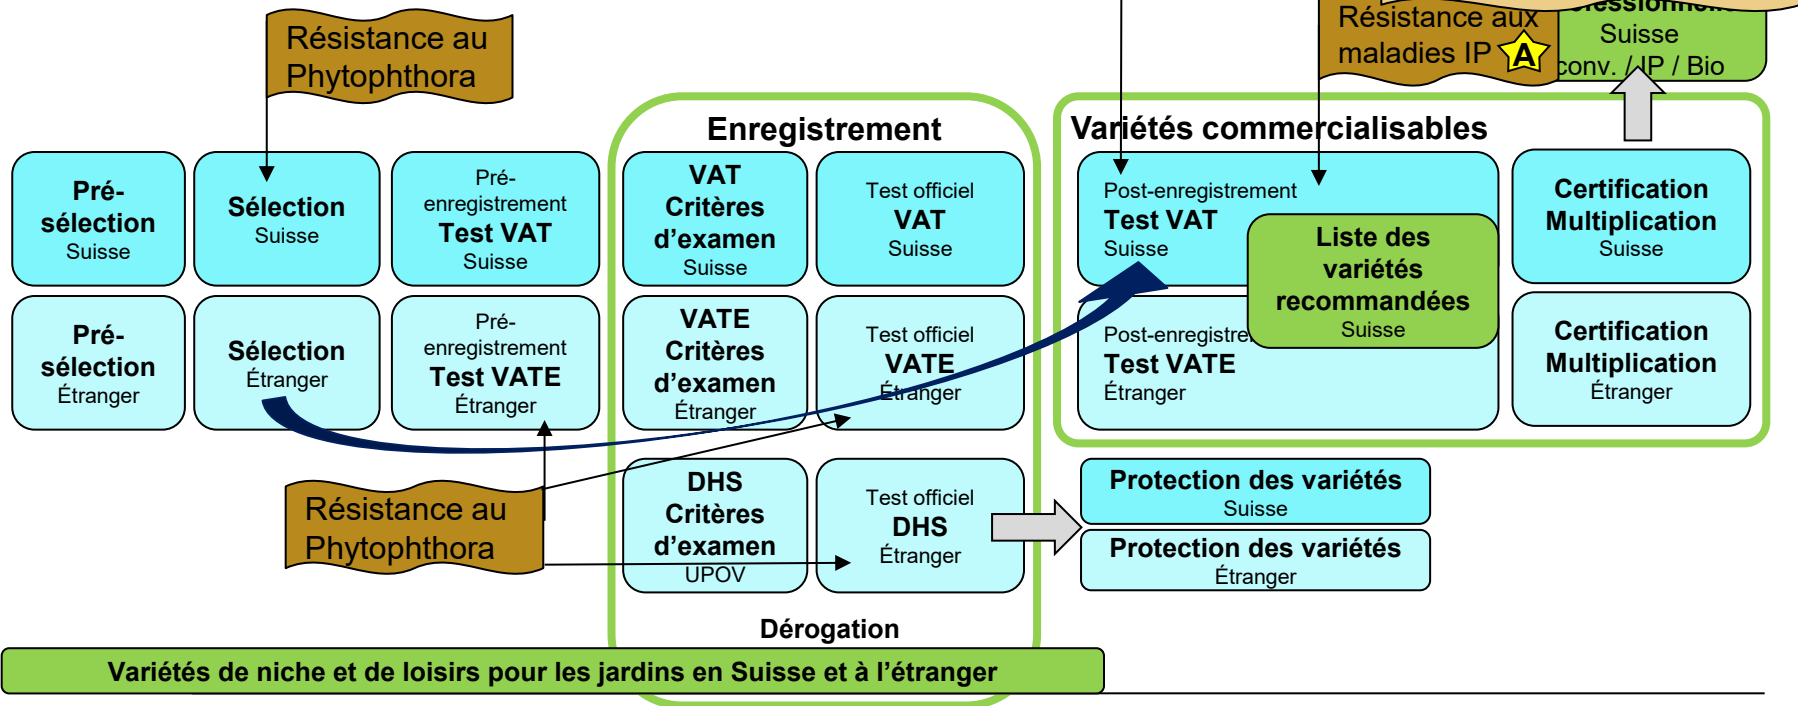 Résistance au
Phytophthora
Résistance aux
maladies IP
A
Suisse
conv. / IP / Bio
Enregistrement
Variétés commercialisables
Pré-
sélection
Suisse
Sélection
Suisse
Pré-
enregistrement
Test VAT
Suisse
VAT
Critères
d’examen
Suisse
Test officiel
VAT
Suisse
Post-enregistrement
Test VAT
Suisse
Liste des
variétés
recommandées
Suisse
Certification
Multiplication
Suisse
Pré-
sélection
Étranger
Sélection
Étranger
Pré-
enregistrement
Test VATE
Étranger
VATE
Critères
d’examen
Étranger
Test officiel
VATE
Étranger
Post-enregistre
Test VATE
Étranger
Certification
Multiplication
Étranger
Résistance au
Phytophthora
DHS
Critères
d’examen
UPOV
Test officiel
DHS
Étranger
Protection des variétés
Suisse
Protection des variétés
Étranger
Dérogation
Variétés de niche et de loisirs pour les jardins en Suisse et à l’étranger